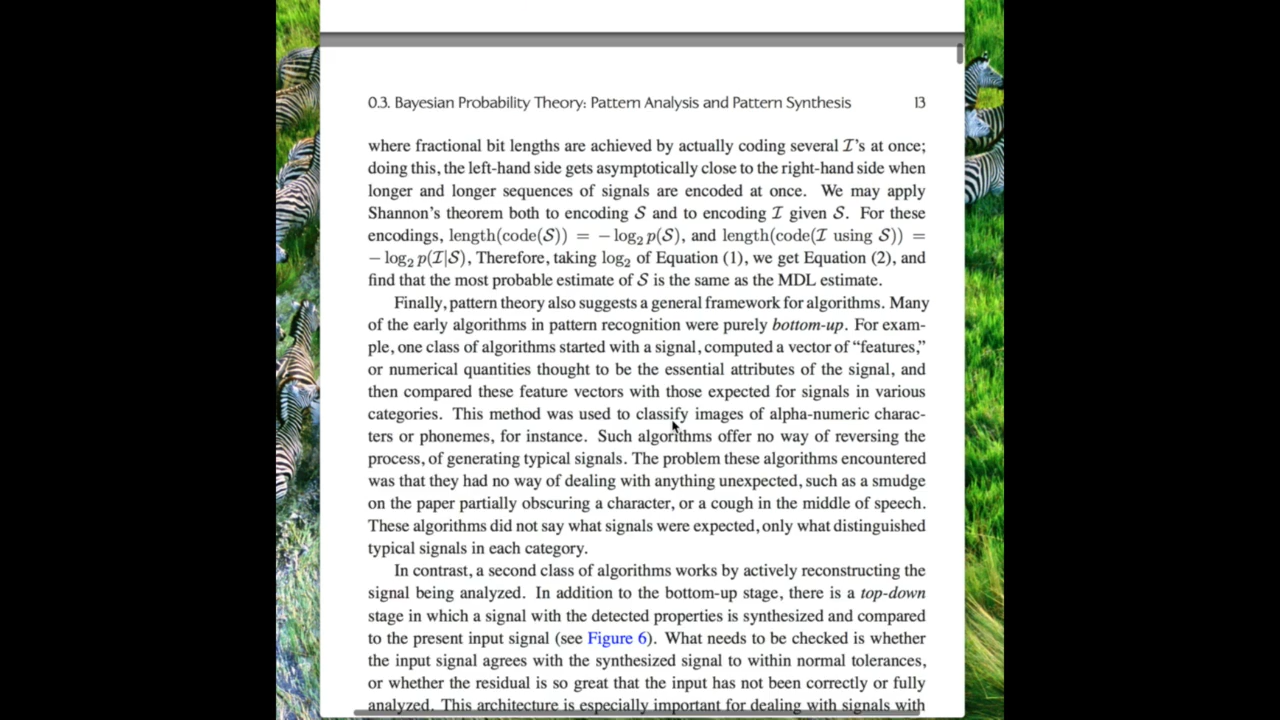 0.3. Bayesian Probability Theory: Pattern Analysis and Pattern Synthesis 13
where fractional bit lengths are achieved by actually coding several ℐ's at once;
doing this, the left-hand side gets asymptotically close to the right-hand side when
longer and longer sequences of signals are encoded at once. We may apply
Shannon's theorem both to encoding 𝒮 and to encoding ℐ given 𝒮. For these
encodings, length(code(𝒮)) = − log₂ p(𝒮), and length(code(ℐ using 𝒮)) =
− log₂ p(ℐ|𝒮), Therefore, taking log₂ of Equation (1), we get Equation (2), and
find that the most probable estimate of 𝒮 is the same as the MDL estimate.
Finally, pattern theory also suggests a general framework for algorithms. Many
of the early algorithms in pattern recognition were purely bottom-up. For exam-
ple, one class of algorithms started with a signal, computed a vector of “features,”
or numerical quantities thought to be the essential attributes of the signal, and
then compared these feature vectors with those expected for signals in various
categories. This method was used to classify images of alpha-numeric charac-
ters or phonemes, for instance. Such algorithms offer no way of reversing the
process, of generating typical signals. The problem these algorithms encountered
was that they had no way of dealing with anything unexpected, such as a smudge
on the paper partially obscuring a character, or a cough in the middle of speech.
These algorithms did not say what signals were expected, only what distinguished
typical signals in each category.
In contrast, a second class of algorithms works by actively reconstructing the
signal being analyzed. In addition to the bottom-up stage, there is a top-down
stage in which a signal with the detected properties is synthesized and compared
to the present input signal (see Figure 6). What needs to be checked is whether
the input signal agrees with the synthesized signal to within normal tolerances,
or whether the residual is so great that the input has not been correctly or fully
analyzed. This architecture is especially important for dealing with signals with